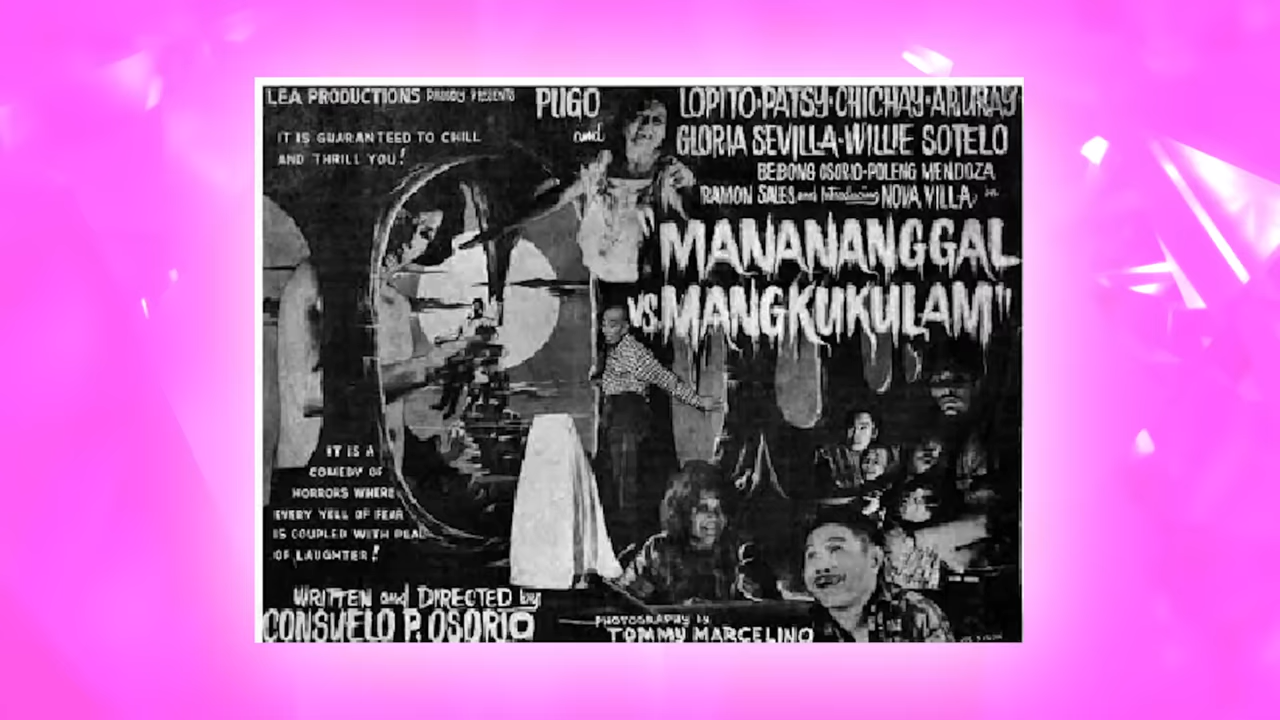 LEA PRODUCTIONS PROUDLY PRESENTS
IT IS GUARANTEED TO CHILL
AND THRILL YOU!
PUGO
and
LOPITO·PATSY·CHICHAY·ARURAY
GLORIA SEVILLA·WILLIE SOTELO
BEBONG OSORIO·POLENG MENDOZA
RAMON SALES and Introducing NOVA VILLA in
"MANANANGGAL
VS. MANGKUKULAM"
IT IS A
COMEDY OF
HORRORS WHERE
EVERY YELL OF FEAR
IS COUPLED WITH PEAL
OF LAUGHTER!
WRITTEN and DIRECTED by
CONSUELO P. OSORIO
PHOTOGRAPHY by
TOMMY MARCELINO